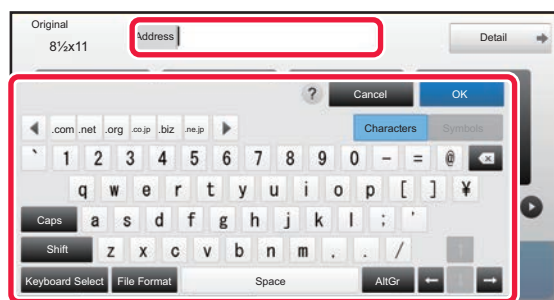 Original
8½x11
Address
Detail
? Cancel OK
.com .net .org .co.jp .biz .ne.jp
Characters Symbols
` 1 2 3 4 5 6 7 8 9 0 - = @
q w e r t y u i o p [ ] ¥
Caps a s d f g h j k l ; '
Shift z x c v b n m . . /
Keyboard Select File Format Space AltGr